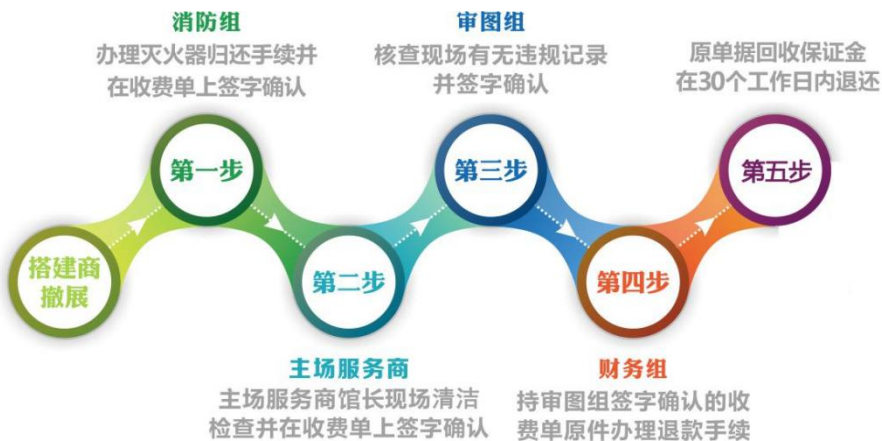 搭建商
撤展
消防组
办理灭火器归还手续并
在收费单上签字确认
第一步
第二步
主场服务商
主场服务商馆长现场清洁
检查并在收费单上签字确认
审图组
核查现场有无违规记录
并签字确认
第三步
第四步
财务组
持审图组签字确认的收
费单原件办理退款手续
原单据回收保证金
在30个工作日内退还
第五步